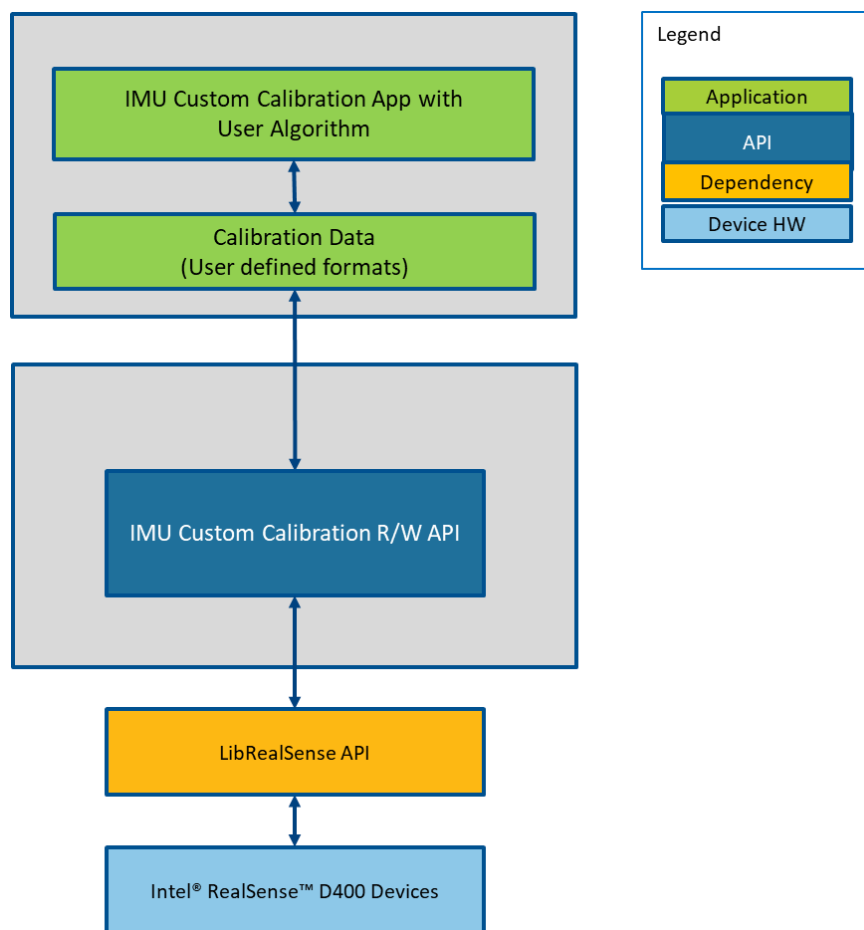 IMU Custom Calibration App with
User Algorithm
Calibration Data
(User defined formats)
IMU Custom Calibration R/W API
LibRealSense API
Intel® RealSense™ D400 Devices
Legend
Application
API
Dependency
Device HW